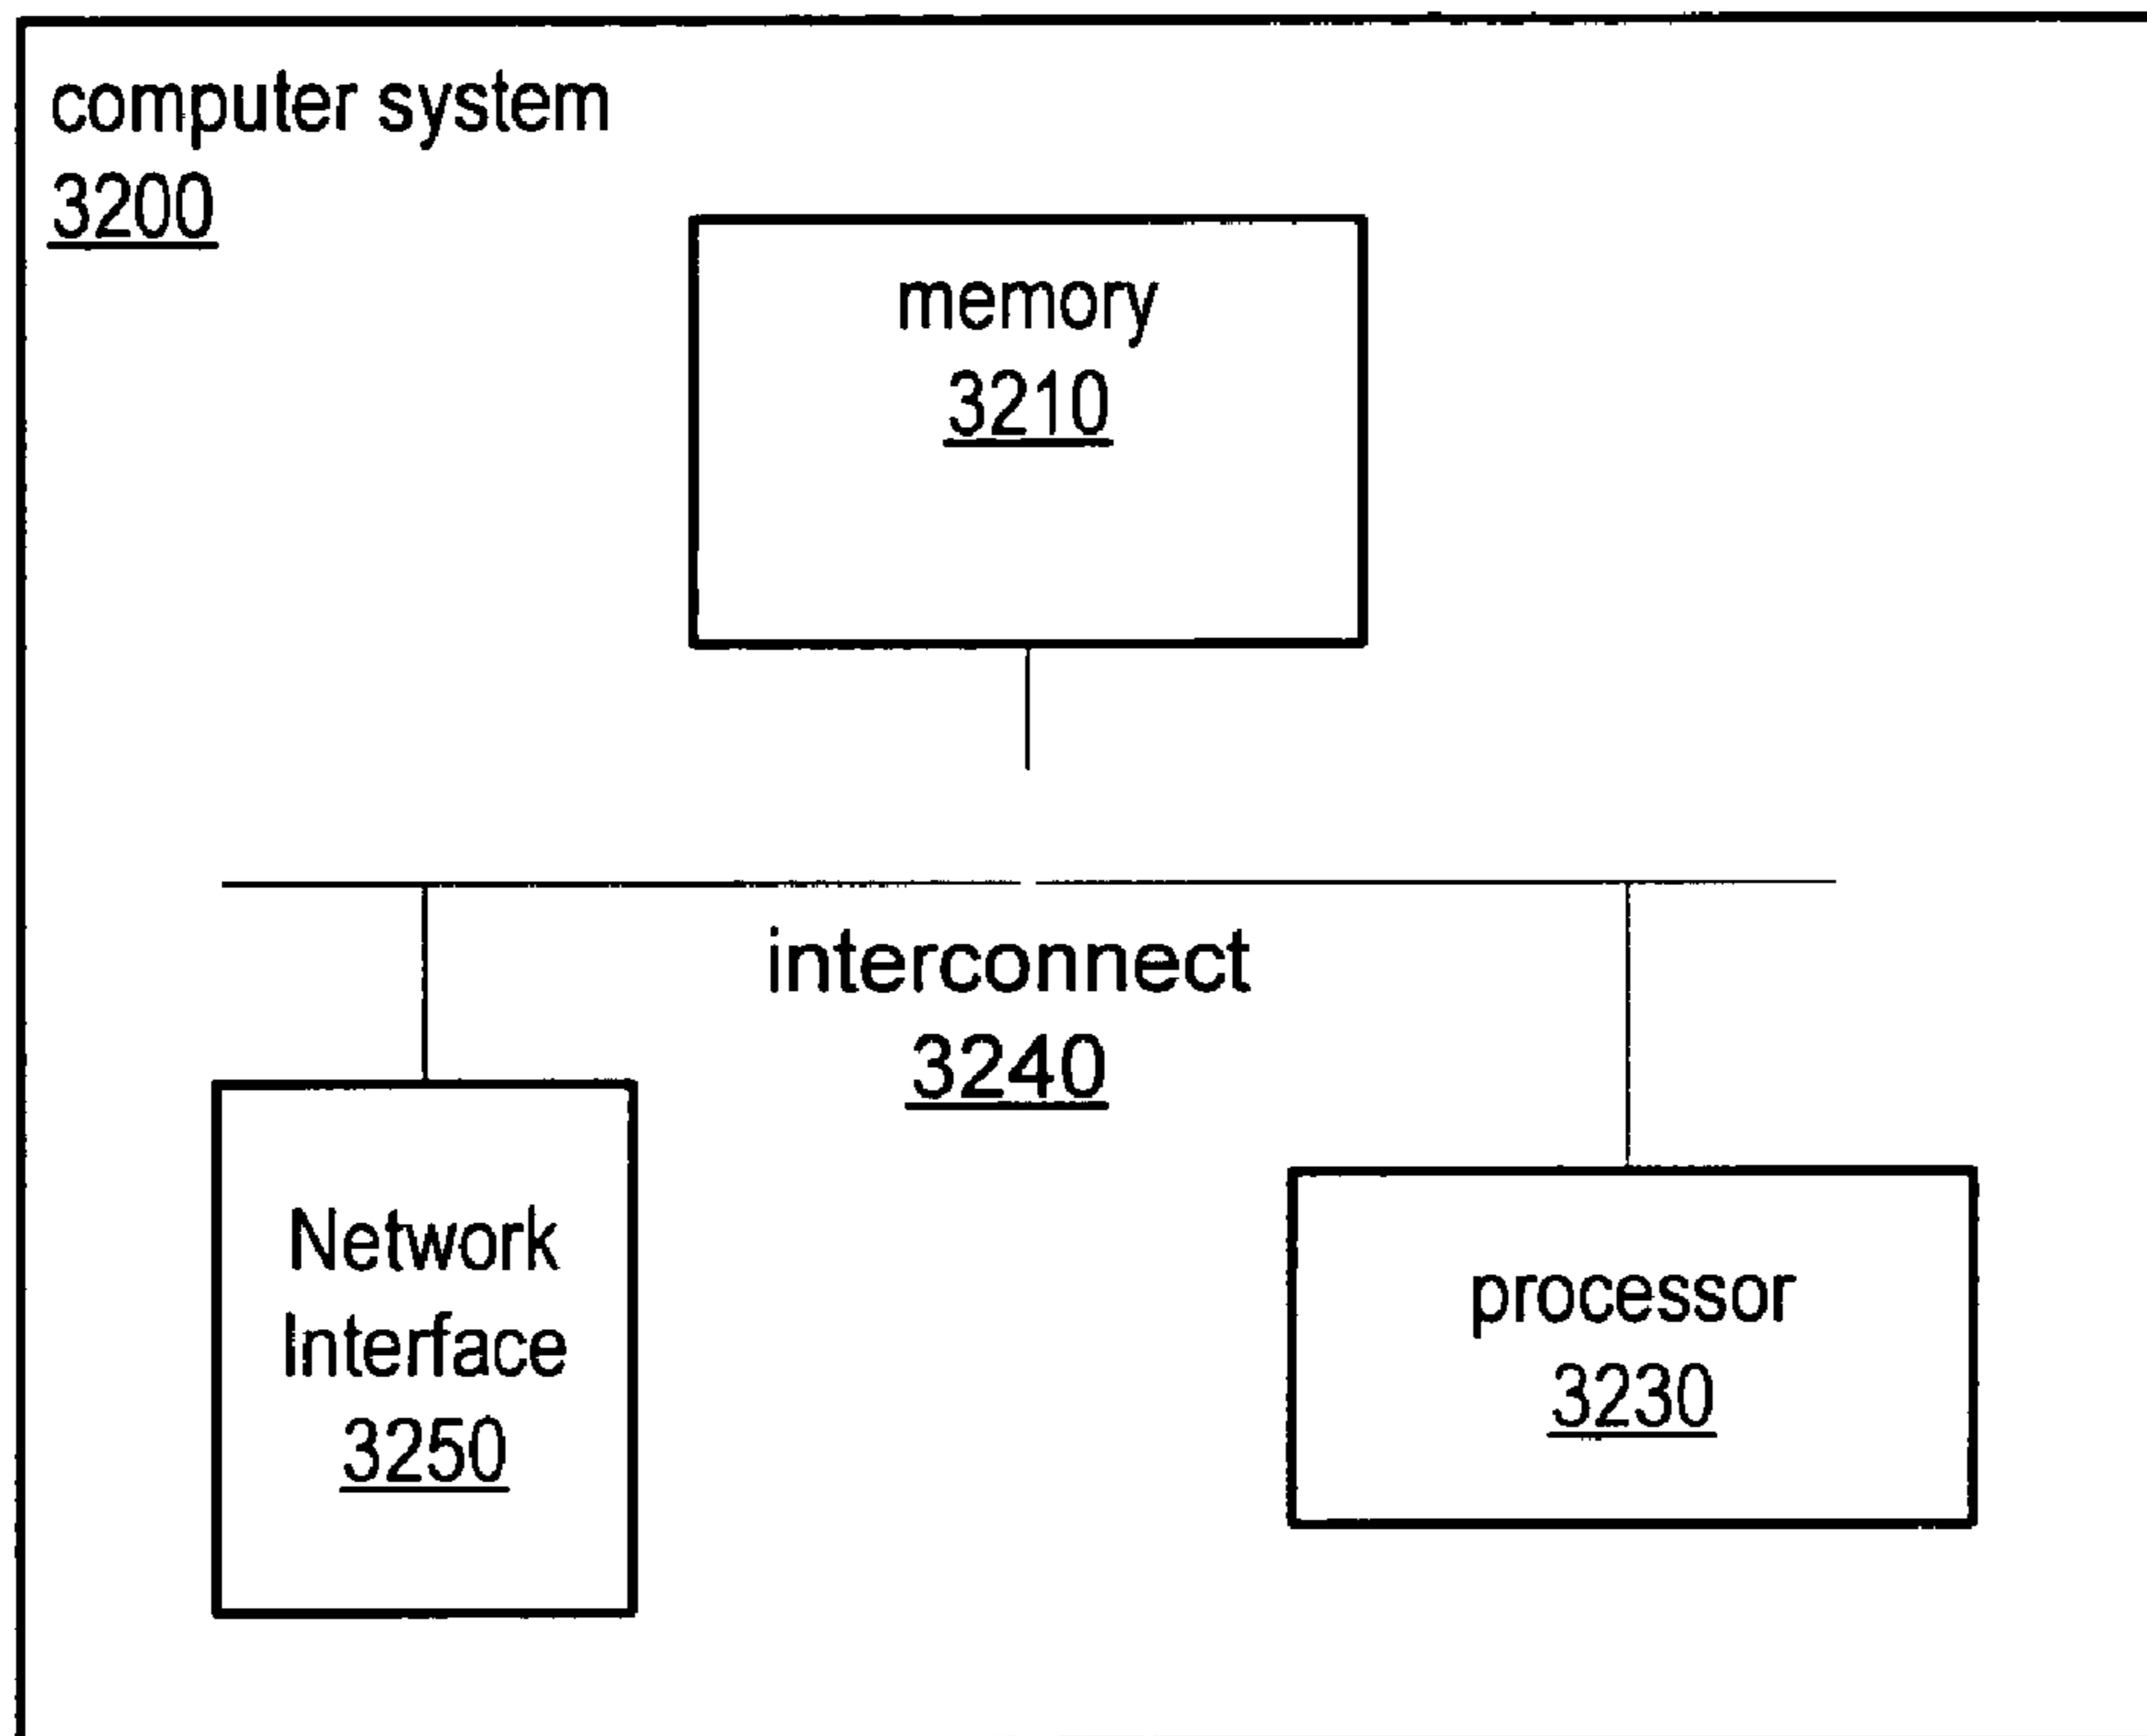 computer system
3200
memory
3210
interconnect
3240
Network
Interface
3250
processor
3230